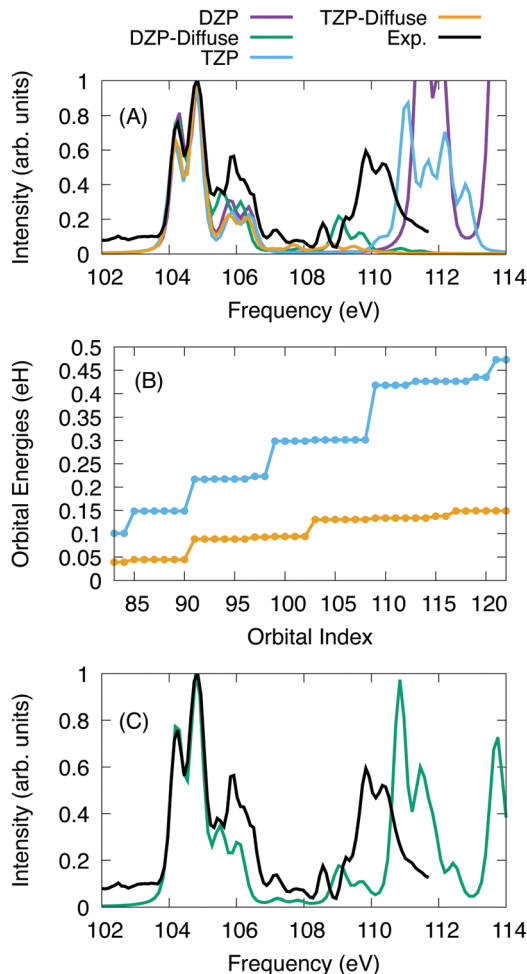 DZP
DZP-Diffuse
TZP
TZP-Diffuse
Exp.
Intensity (arb. units)
1
0.8
0.6
0.4
0.2
0
(A)
102 104 106 108 110 112 114
Frequency (eV)
Orbital Energies (eH)
0.5
0.45
0.4
0.35
0.3
0.25
0.2
0.15
0.1
0.05
0
(B)
85 90 95 100 105 110 115 120
Orbital Index
Intensity (arb. units)
1
0.8
0.6
0.4
0.2
0
(C)
102 104 106 108 110 112 114
Frequency (eV)